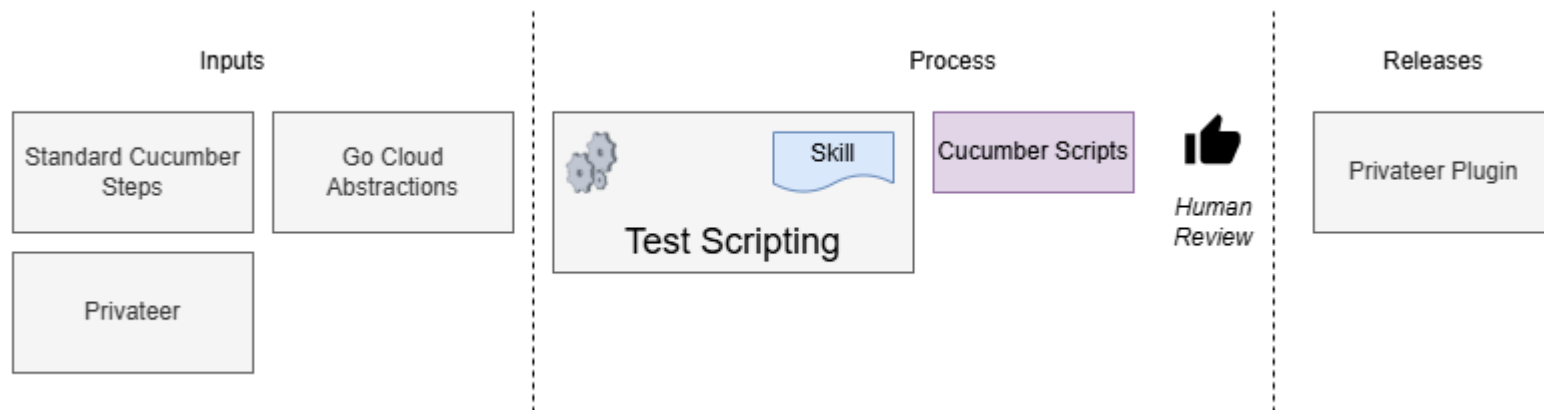 Inputs
Process
Releases
Standard Cucumber
Steps
Go Cloud
Abstractions
Skill
Test Scripting
Cucumber Scripts
Human
Review
Privateer Plugin
Privateer